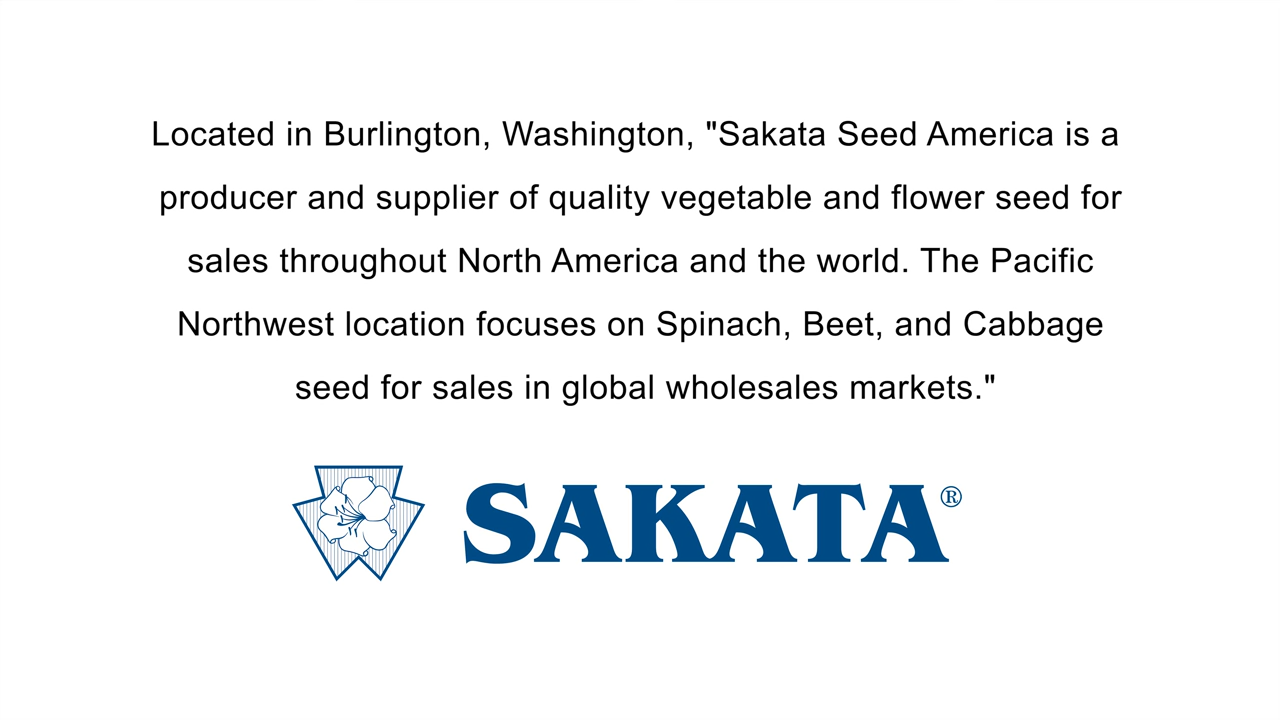 Located in Burlington, Washington, "Sakata Seed America is a
producer and supplier of quality vegetable and flower seed for
sales throughout North America and the world. The Pacific
Northwest location focuses on Spinach, Beet, and Cabbage
seed for sales in global wholesales markets."
SAKATA®